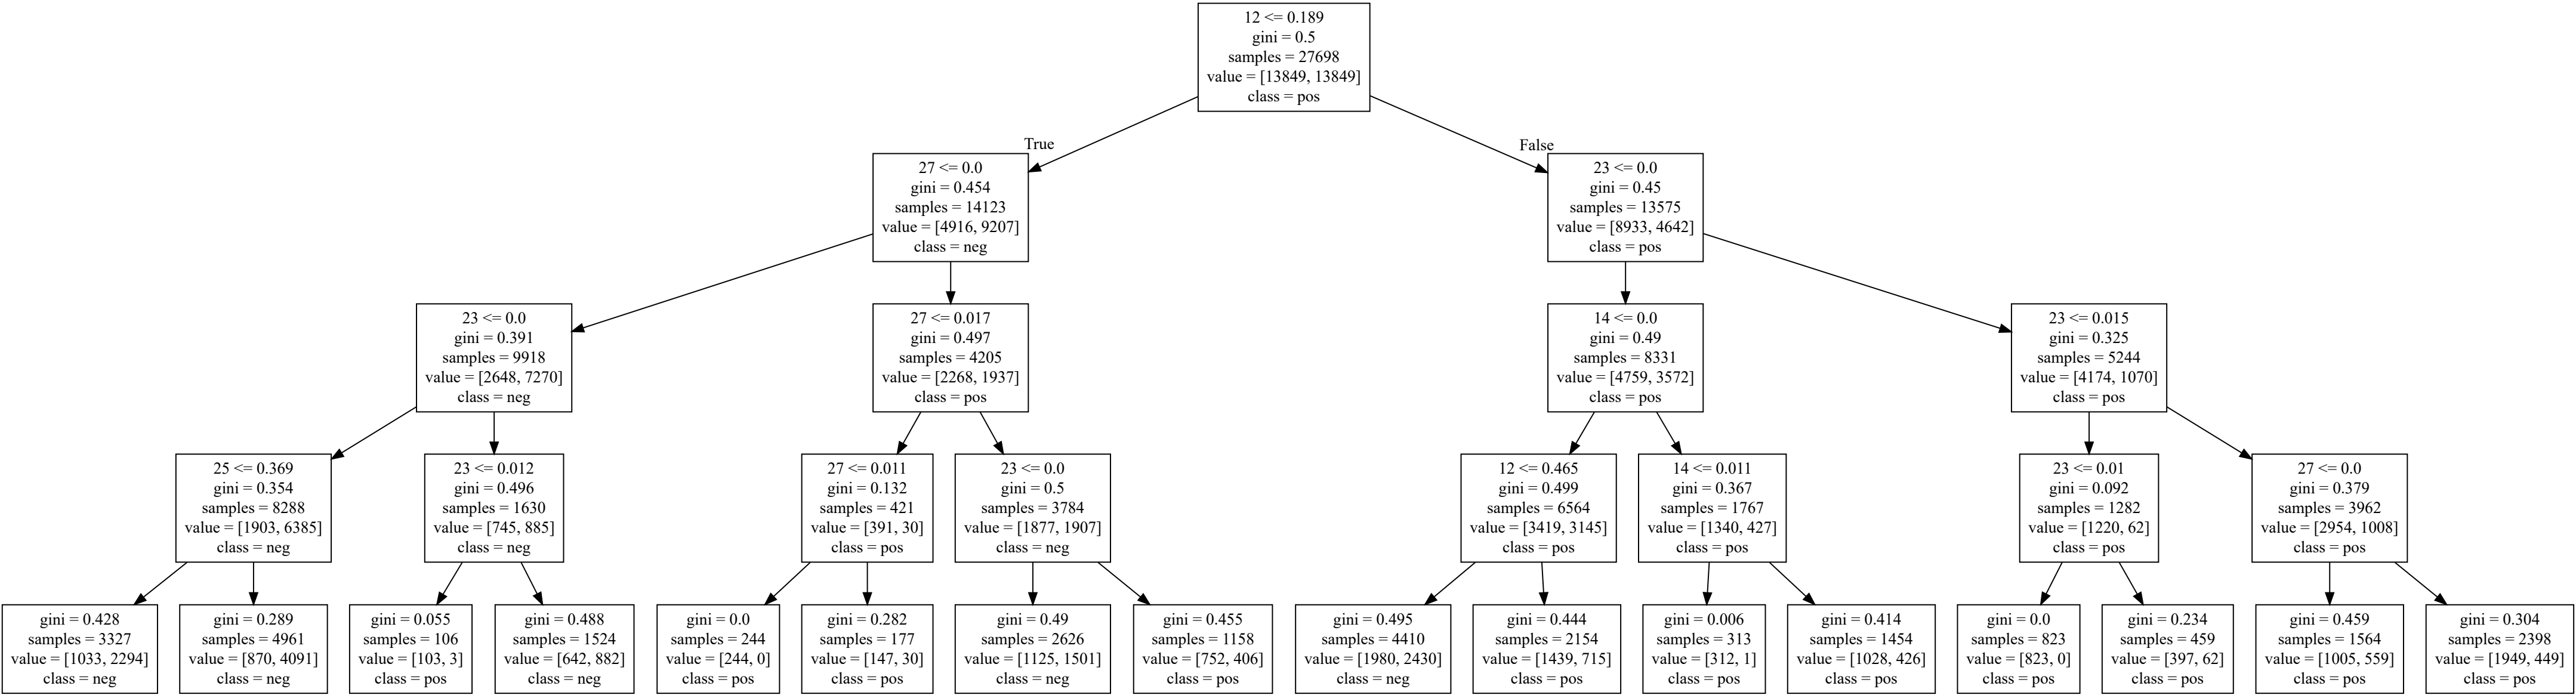 12 <= 0.189
gini = 0.5
samples = 27698
value = [13849, 13849]
class = pos
True
False
27 <= 0.0
gini = 0.454
samples = 14123
value = [4916, 9207]
class = neg
23 <= 0.0
gini = 0.45
samples = 13575
value = [8933, 4642]
class = pos
23 <= 0.0
gini = 0.391
samples = 9918
value = [2648, 7270]
class = neg
27 <= 0.017
gini = 0.497
samples = 4205
value = [2268, 1937]
class = pos
14 <= 0.0
gini = 0.49
samples = 8331
value = [4759, 3572]
class = pos
23 <= 0.015
gini = 0.325
samples = 5244
value = [4174, 1070]
class = pos
25 <= 0.369
gini = 0.354
samples = 8288
value = [1903, 6385]
class = neg
23 <= 0.012
gini = 0.496
samples = 1630
value = [745, 885]
class = neg
27 <= 0.011
gini = 0.132
samples = 421
value = [391, 30]
class = pos
23 <= 0.0
gini = 0.5
samples = 3784
value = [1877, 1907]
class = neg
12 <= 0.465
gini = 0.499
samples = 6564
value = [3419, 3145]
class = pos
14 <= 0.011
gini = 0.367
samples = 1767
value = [1340, 427]
class = pos
23 <= 0.01
gini = 0.092
samples = 1282
value = [1220, 62]
class = pos
27 <= 0.0
gini = 0.379
samples = 3962
value = [2954, 1008]
class = pos
gini = 0.428
samples = 3327
value = [1033, 2294]
class = neg
gini = 0.289
samples = 4961
value = [870, 4091]
class = neg
gini = 0.055
samples = 106
value = [103, 3]
class = pos
gini = 0.488
samples = 1524
value = [642, 882]
class = neg
gini = 0.0
samples = 244
value = [244, 0]
class = pos
gini = 0.282
samples = 177
value = [147, 30]
class = pos
gini = 0.49
samples = 2626
value = [1125, 1501]
class = neg
gini = 0.455
samples = 1158
value = [752, 406]
class = pos
gini = 0.495
samples = 4410
value = [1980, 2430]
class = neg
gini = 0.444
samples = 2154
value = [1439, 715]
class = pos
gini = 0.006
samples = 313
value = [312, 1]
class = pos
gini = 0.414
samples = 1454
value = [1028, 426]
class = pos
gini = 0.0
samples = 823
value = [823, 0]
class = pos
gini = 0.234
samples = 459
value = [397, 62]
class = pos
gini = 0.459
samples = 1564
value = [1005, 559]
class = pos
gini = 0.304
samples = 2398
value = [1949, 449]
class = pos